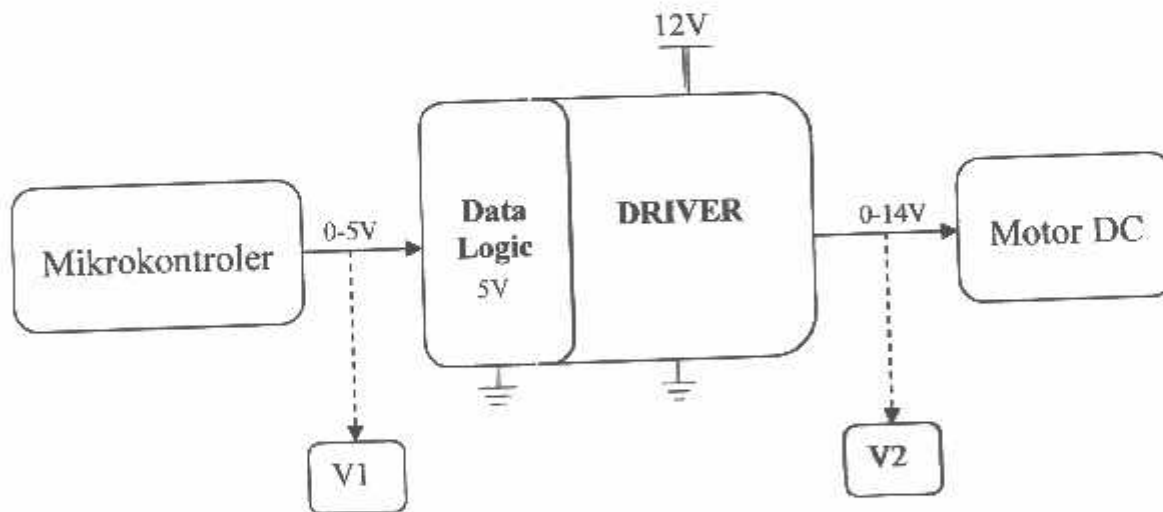 12V
Mikrokontroler
0-5V
Data
Logic
5V
DRIVER
0-14V
Motor DC
V1
V2